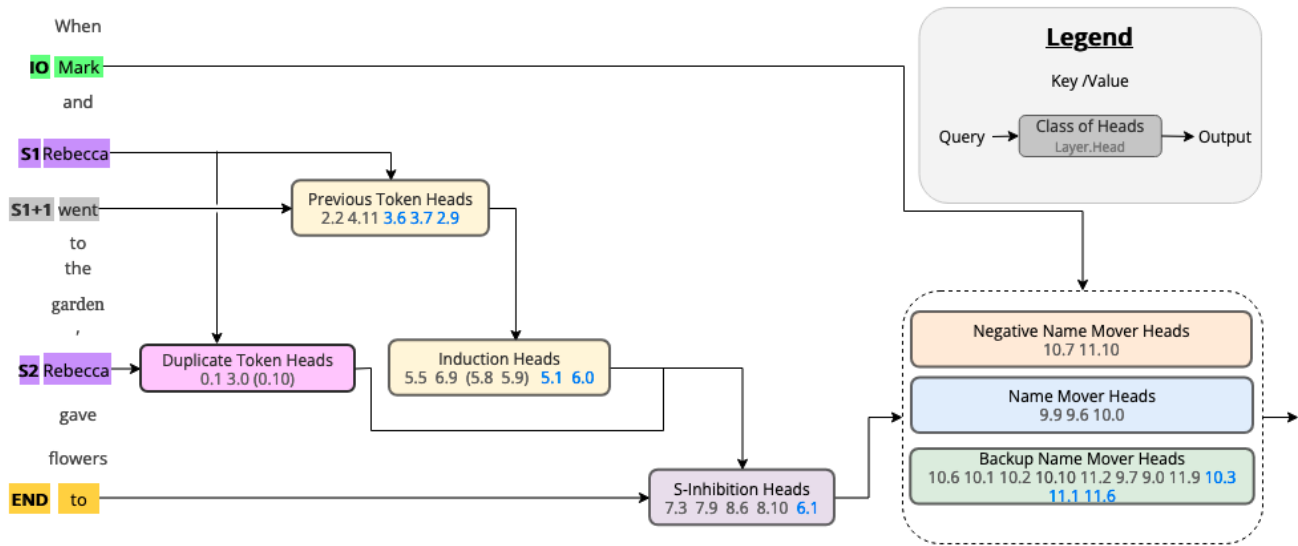 When
IO Mark
and
S1 Rebecca
S1+1 went
to
the
garden
,
S2 Rebecca
gave
flowers
END to
Previous Token Heads
2.2 4.11 3.6 3.7 2.9
Duplicate Token Heads
0.1 3.0 (0.10)
Induction Heads
5.5 6.9 (5.8 5.9) 5.1 6.0
S-Inhibition Heads
7.3 7.9 8.6 8.10 6.1
Legend
Key /Value
Query
Class of Heads
Layer.Head
Output
Negative Name Mover Heads
10.7 11.10
Name Mover Heads
9.9 9.6 10.0
Backup Name Mover Heads
10.6 10.1 10.2 10.10 11.2 9.7 9.0 11.9 10.3
11.1 11.6